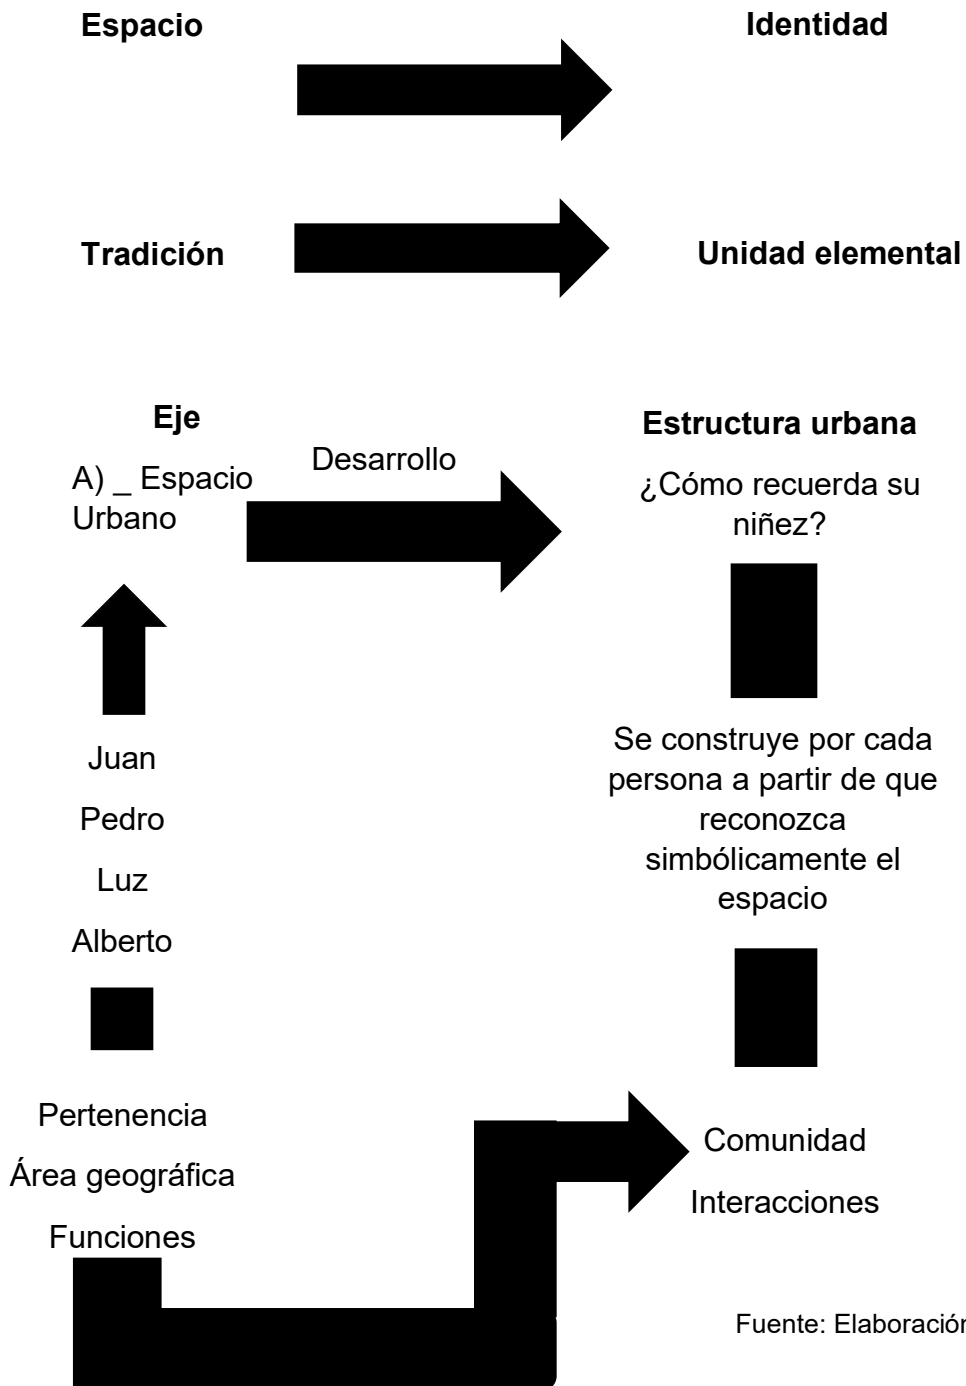 Espacio
Identidad
Tradición
Unidad elemental
Eje
Estructura urbana
A) _ Espacio
Urbano
Desarrollo
¿Cómo recuerda su
niñez?
Juan
Pedro
Luz
Alberto
Se construye por cada
persona a partir de que
reconozca
simbólicamente el
espacio
Pertenencia
Área geográfica
Funciones
Comunidad
Interacciones
Fuente: Elaboración